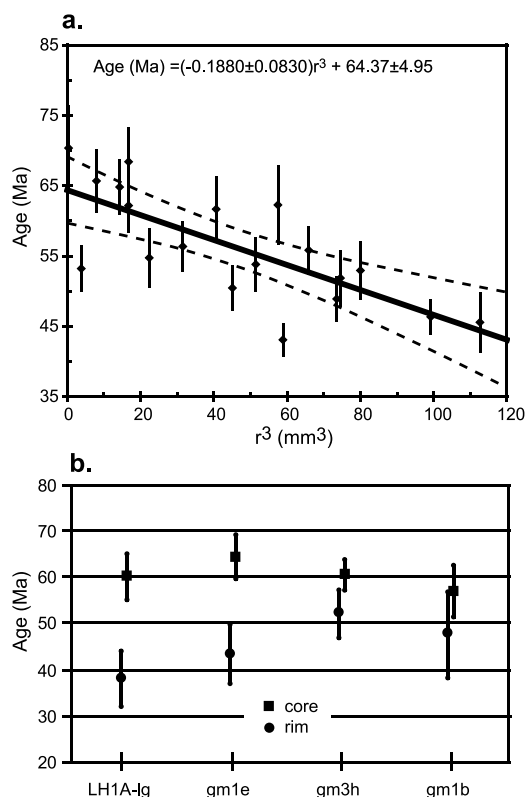 a.
Age (Ma) =(-0.1880±0.0830)r³ + 64.37±4.95
85
75
65
55
45
35
Age (Ma)
0 20 40 60 80 100 120
r³ (mm³)
b.
80
70
60
50
40
30
20
Age (Ma)
core
rim
LH1A-lg gm1e gm3h gm1b